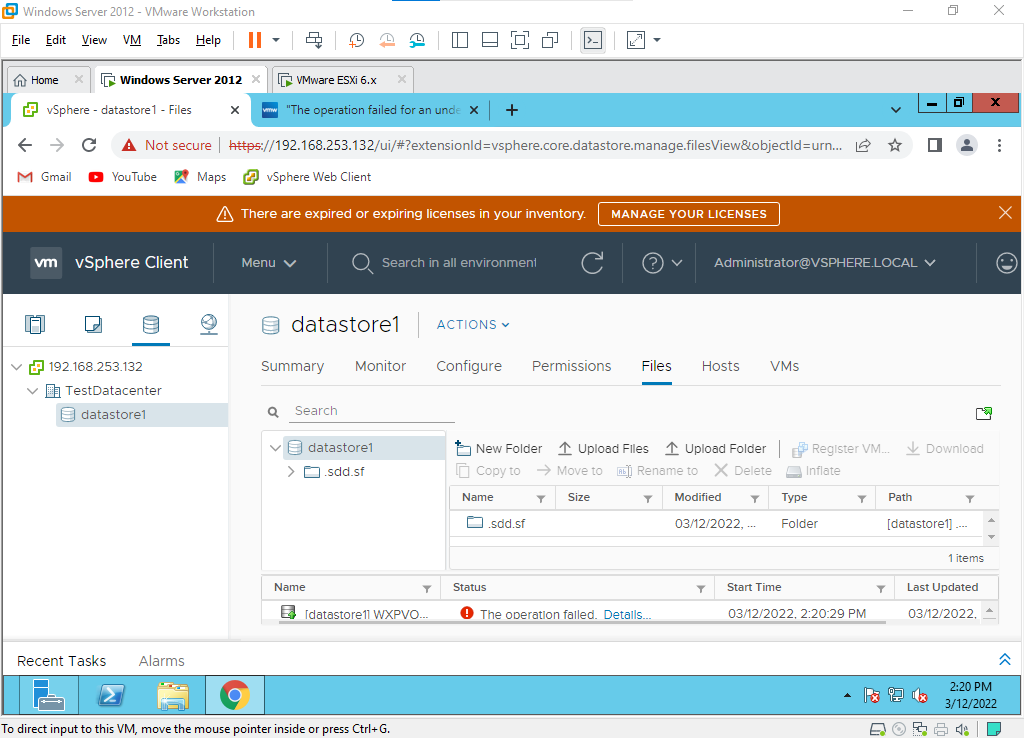 Windows Server 2012 - VMware Workstation
File Edit View VM Tabs Help
Home Windows Server 2012 VMware ESXi 6.x
vSphere - datastore1 - Files vmw "The operation failed for an unde
Not secure https://192.168.253.132/ui/#?extensionId=vsphere.core.datastore.manage.filesView&objectId=urn...
Gmail YouTube Maps vSphere Web Client
There are expired or expiring licenses in your inventory. MANAGE YOUR LICENSES
vm vSphere Client Menu Search in all environment Administrator@VSPHERE.LOCAL
datastore1 ACTIONS
192.168.253.132
TestDatacenter
datastore1
Summary Monitor Configure Permissions Files Hosts VMs
Search
datastore1
.sdd.sf
New Folder Upload Files Upload Folder Register VM... Download
Copy to Move to Rename to Delete Inflate
Name Size Modified Type Path
.sdd.sf 03/12/2022, ... Folder [datastore1] ....
1 items
Name Status Start Time Last Updated
[datastore1] WXPVO... The operation failed. Details... 03/12/2022, 2:20:29 PM 03/12/2022,
Recent Tasks Alarms
2:20 PM
3/12/2022
To direct input to this VM, move the mouse pointer inside or press Ctrl+G.